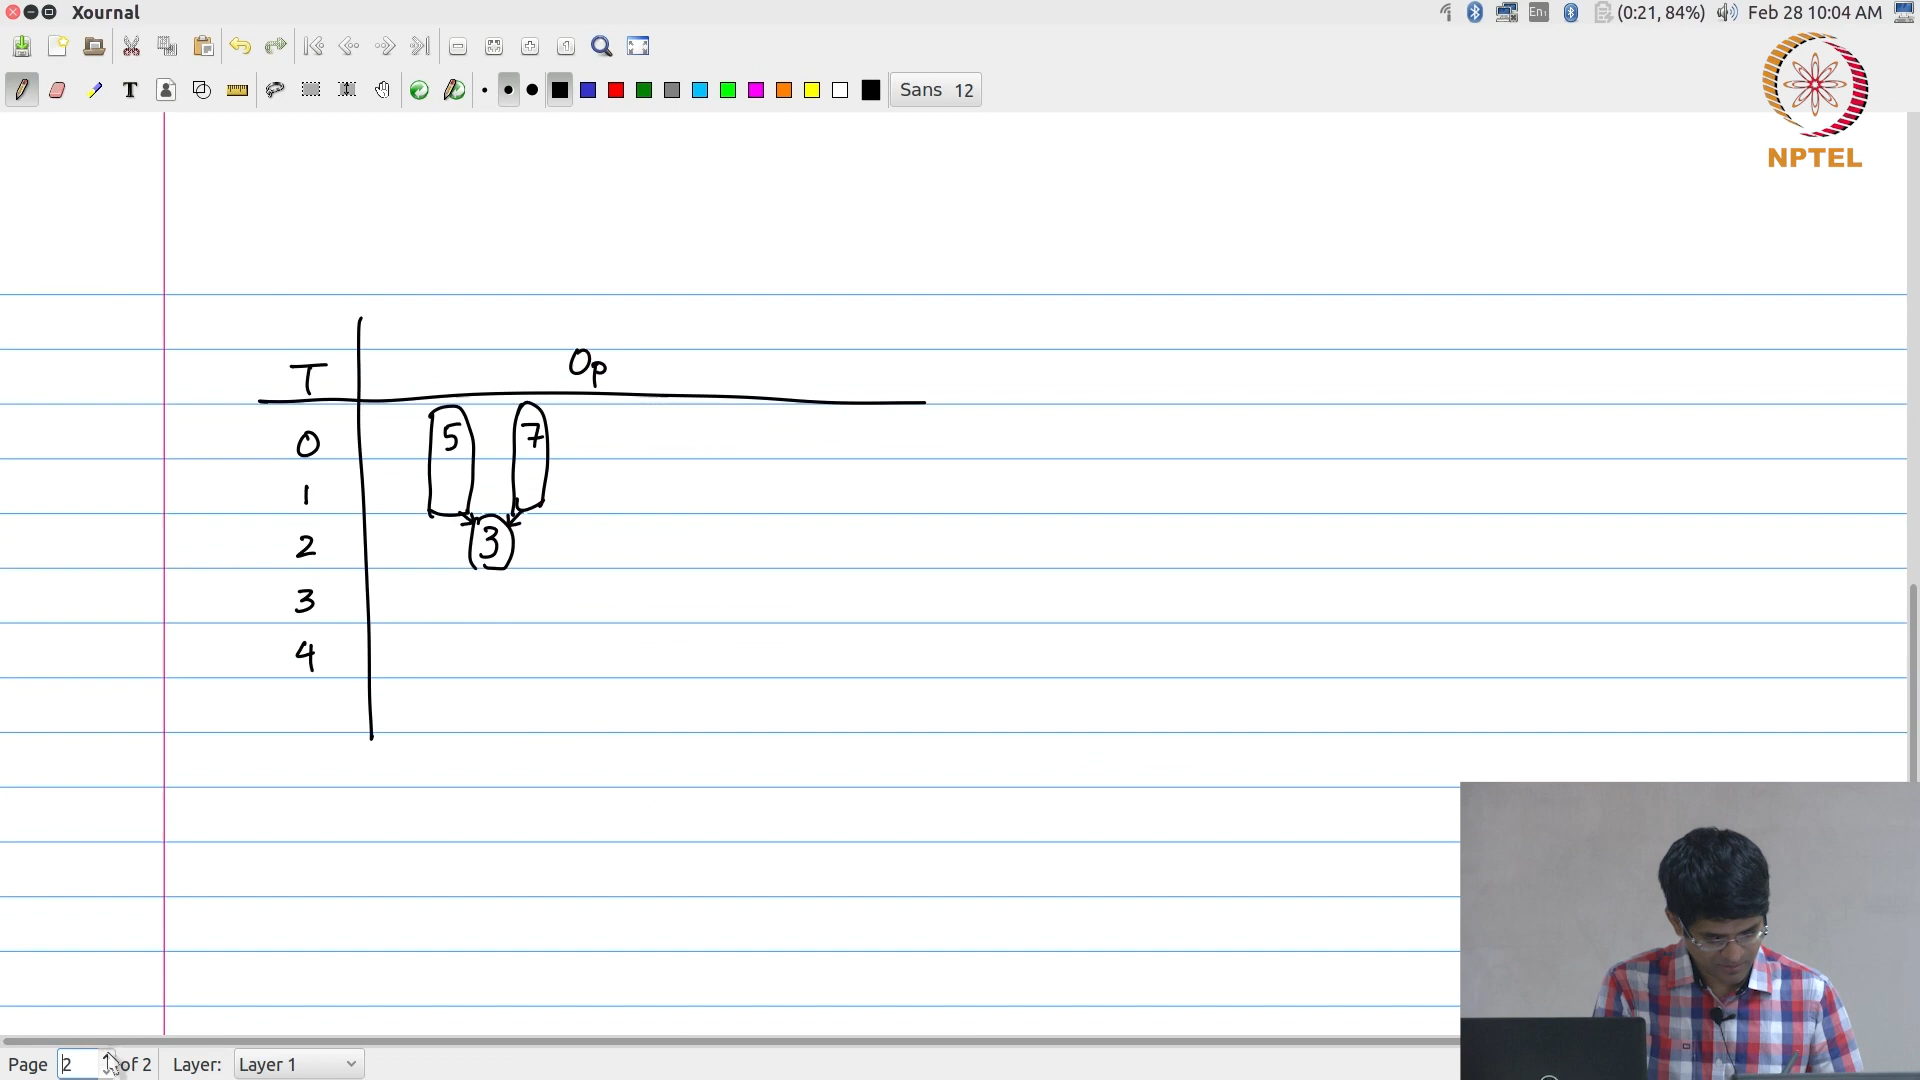 Xournal
En1
(0:21, 84%)
Feb 28 10:04 AM
Sans 12
NPTEL
T Op
0 5 7
1
2 3
3
4
Page 2 of 2 Layer: Layer 1